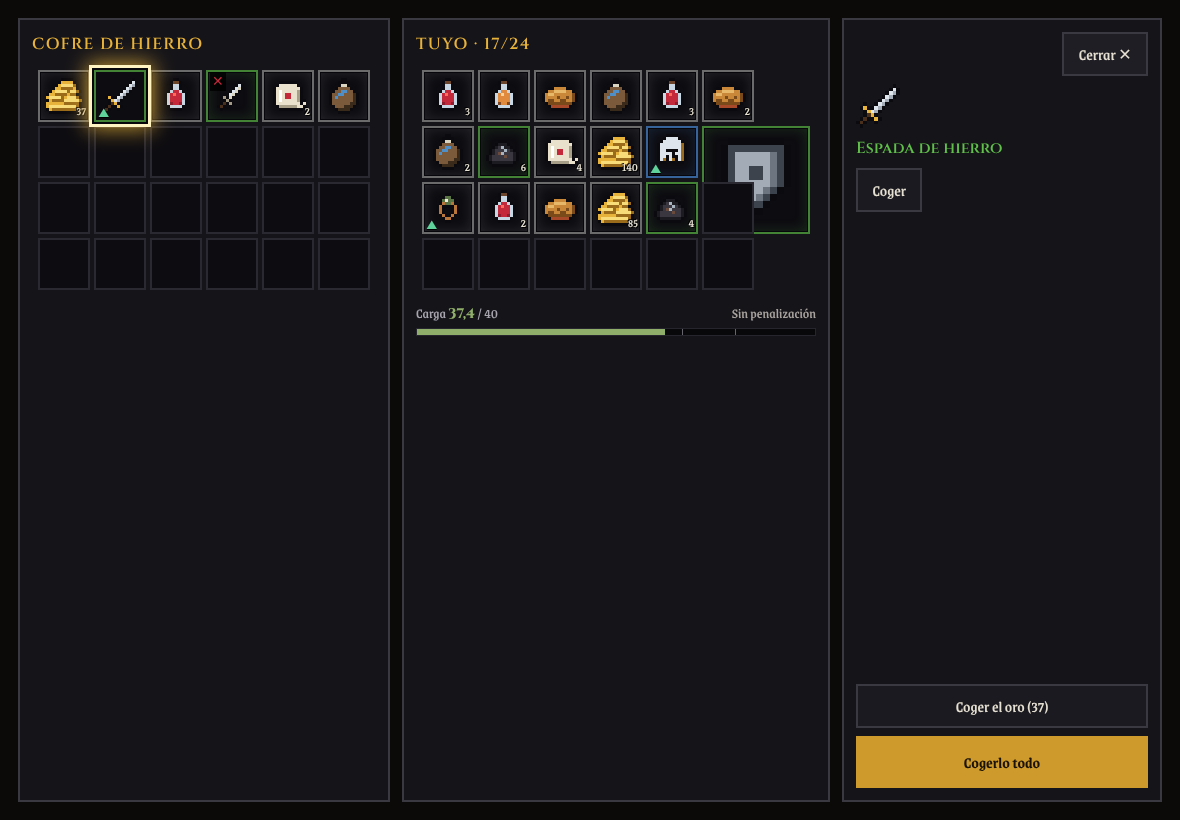 COFRE DE HIERRO
37
2
TUYO · 17/24
3
3
2
2
6
4
140
2
85
4
Carga 37,4 / 40
Sin penalización
Cerrar ✕
ESPADA DE HIERRO
Coger
Coger el oro (37)
Cogerlo todo